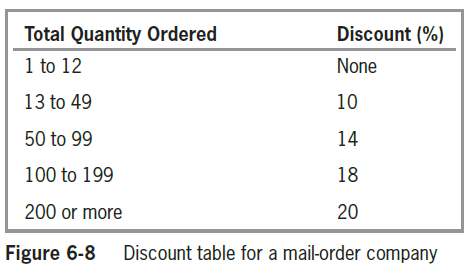 Total Quantity Ordered Discount (%)
1 to 12 None
13 to 49 10
50 to 99 14
100 to 199 18
200 or more 20
Figure 6-8 Discount table for a mail-order company